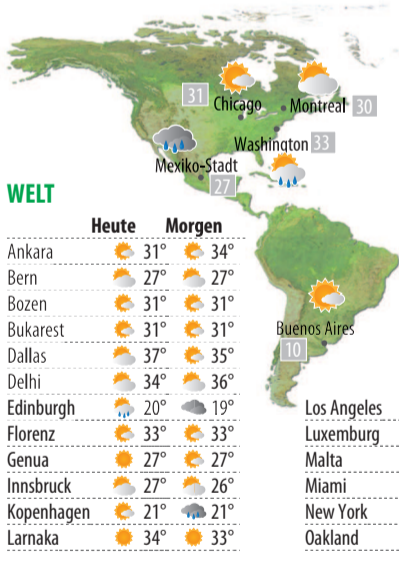 31 Chicago
Montreal 30
Washington 33
Mexiko-Stadt
27
WELT
Heute Morgen
Ankara 31° 34°
Bern 27° 27°
Bozen 31° 31°
Bukarest 31° 31°
Dallas 37° 35°
Delhi 34° 36°
Edinburgh 20° 19°
Florenz 33° 33°
Genua 27° 27°
Innsbruck 27° 26°
Kopenhagen 21° 21°
Larnaka 34° 33°
Buenos Aires
10
Los Angeles
Luxemburg
Malta
Miami
New York
Oakland